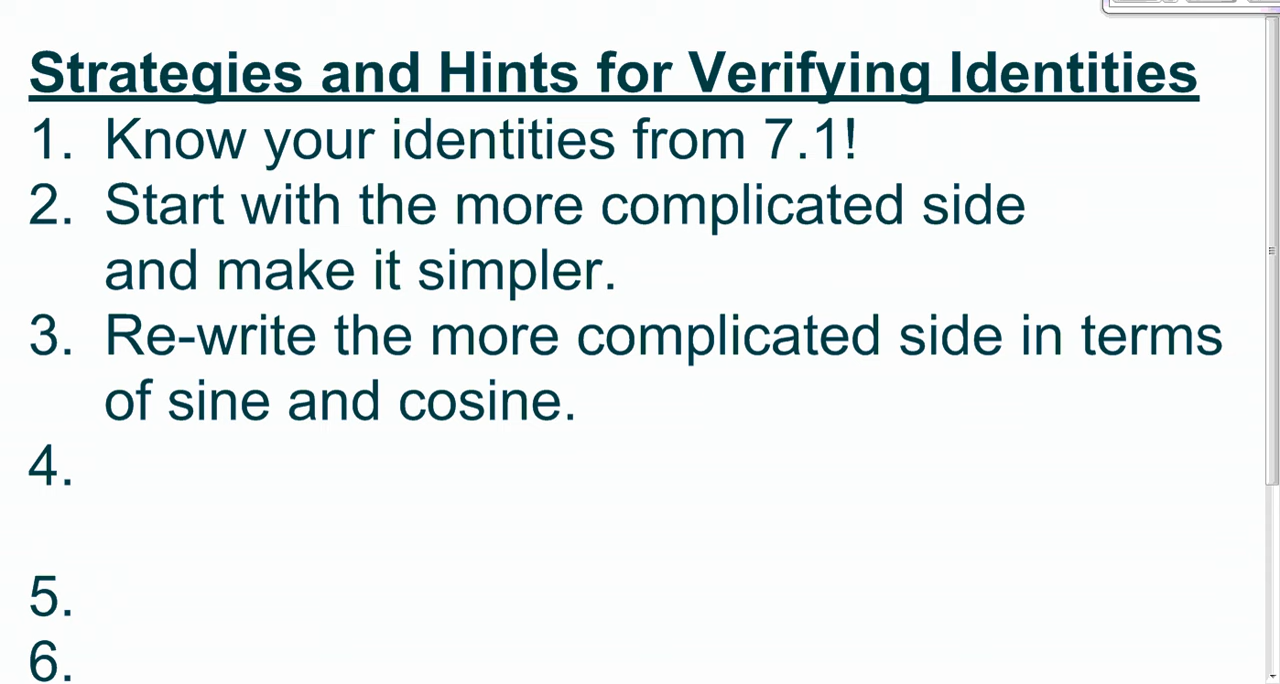 Strategies and Hints for Verifying Identities
1. Know your identities from 7.1!
2. Start with the more complicated side
and make it simpler.
3. Re-write the more complicated side in terms
of sine and cosine.
4.
5.
6.